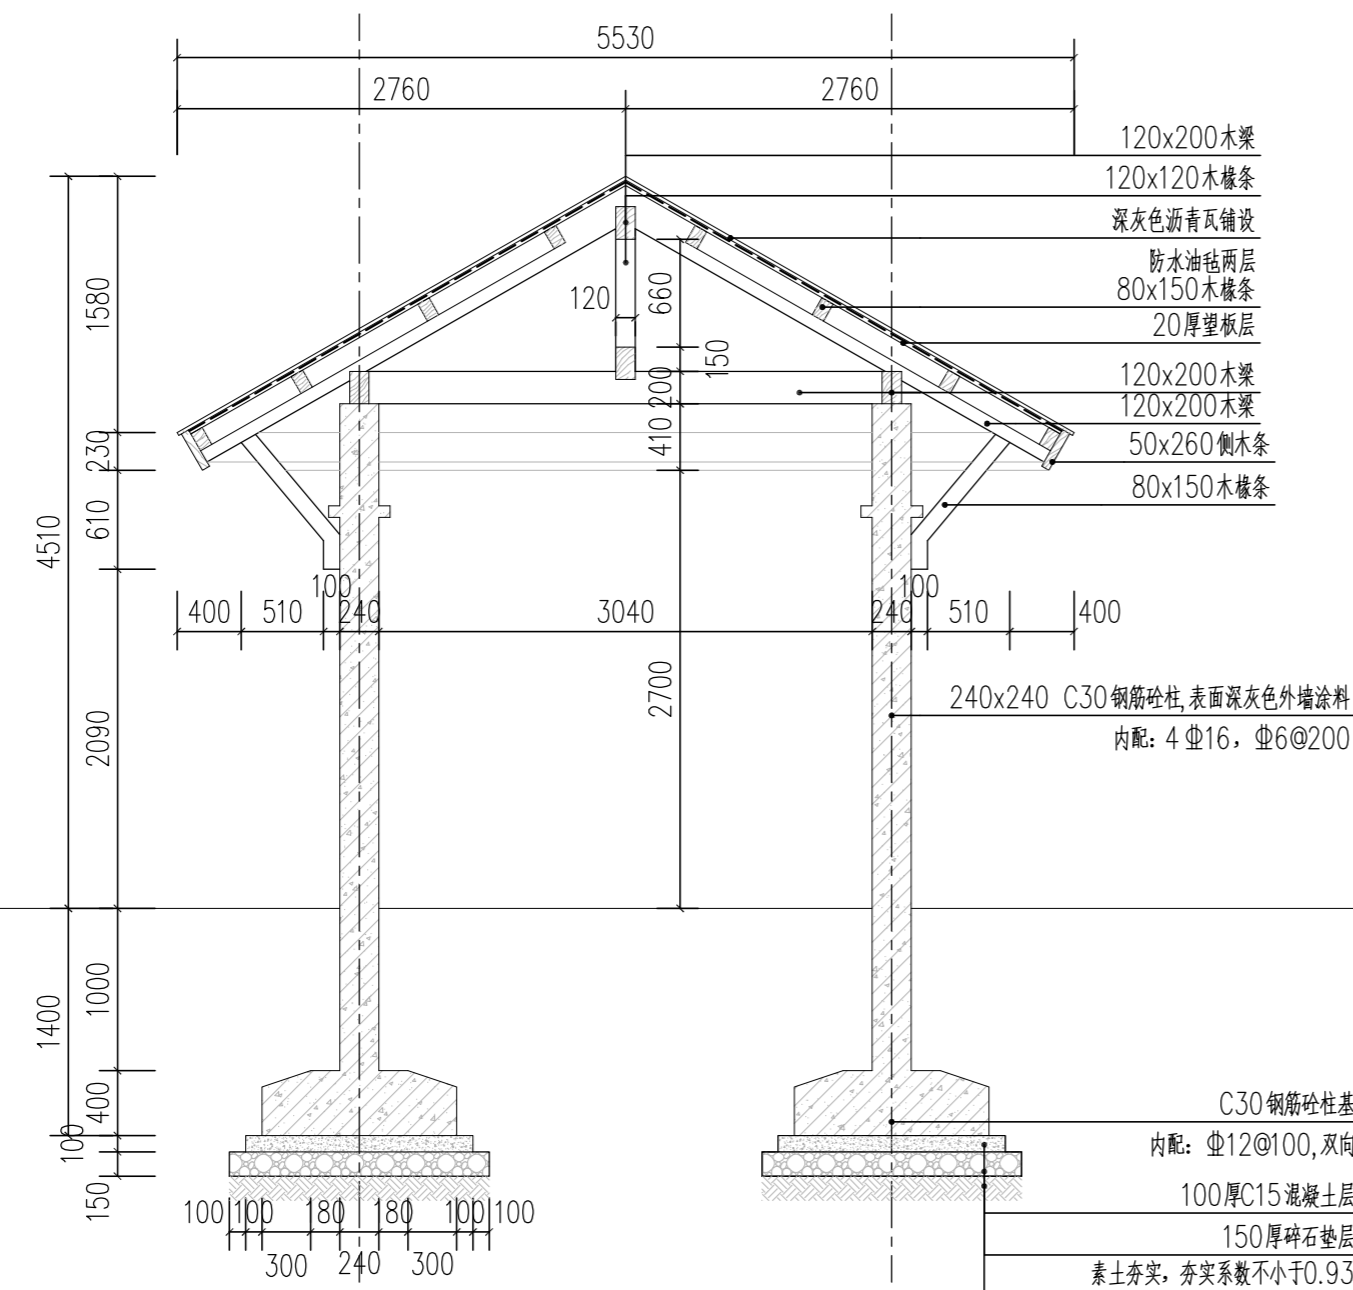 5530
2760
2760
120x200木梁
120x120木椽条
深灰色沥青瓦铺设
防水油毡两层
80x150木椽条
20厚望板层
120x200木梁
120x200木梁
50x260侧木条
80x150木椽条
1580
230
610
4510
2090
120
660
150
200
410
2700
400
510
100
240
3040
240
100
510
400
240x240 C30钢筋砼柱,表面深灰色外墙涂料
内配: 4⏀16, ⏀6@200
1000
1400
400
100
150
C30钢筋砼柱基
内配: ⏀12@100,双向
100厚C15混凝土层
150厚碎石垫层
素土夯实, 夯实系数不小于0.93
100
100
180
180
100
100
300
240
300